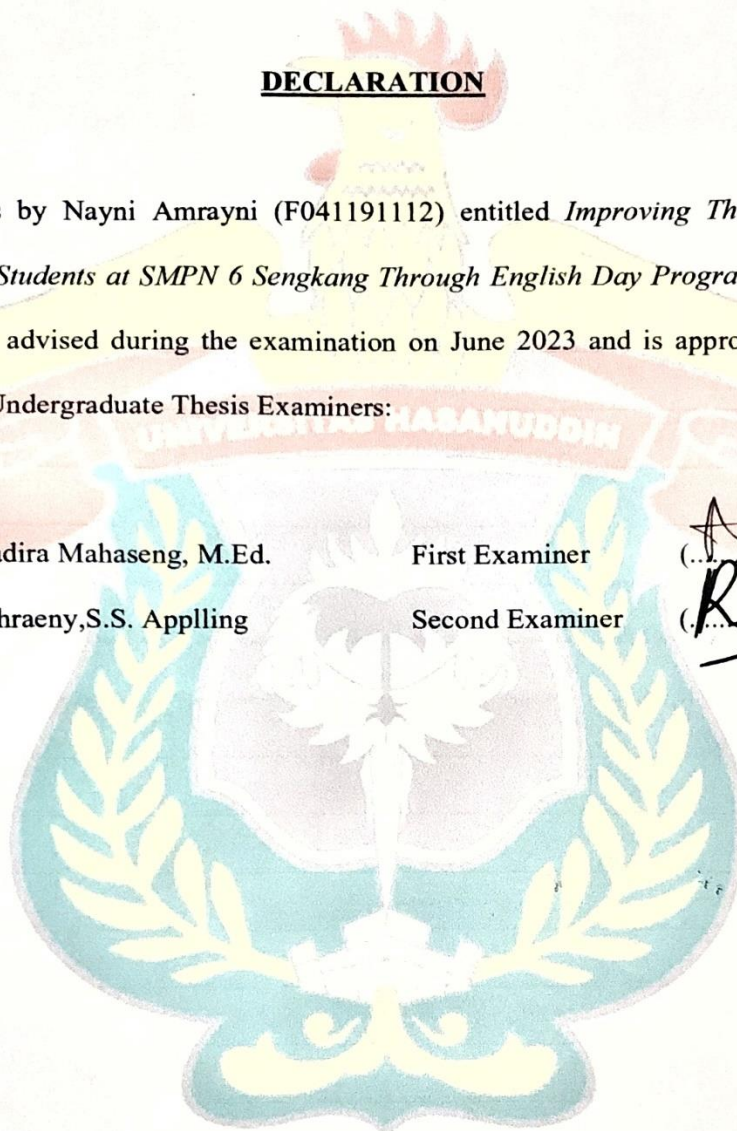 DECLARATION
by Nayni Amrayni (F041191112) entitled Improving Th
Students at SMPN 6 Sengkang Through English Day Progra
advised during the examination on June 2023 and is appro
Undergraduate Thesis Examiners:
UNIVERSITAS HASANUDDIN
dira Mahaseng, M.Ed. First Examiner (....
hraeny,S.S. Applling Second Examiner (....